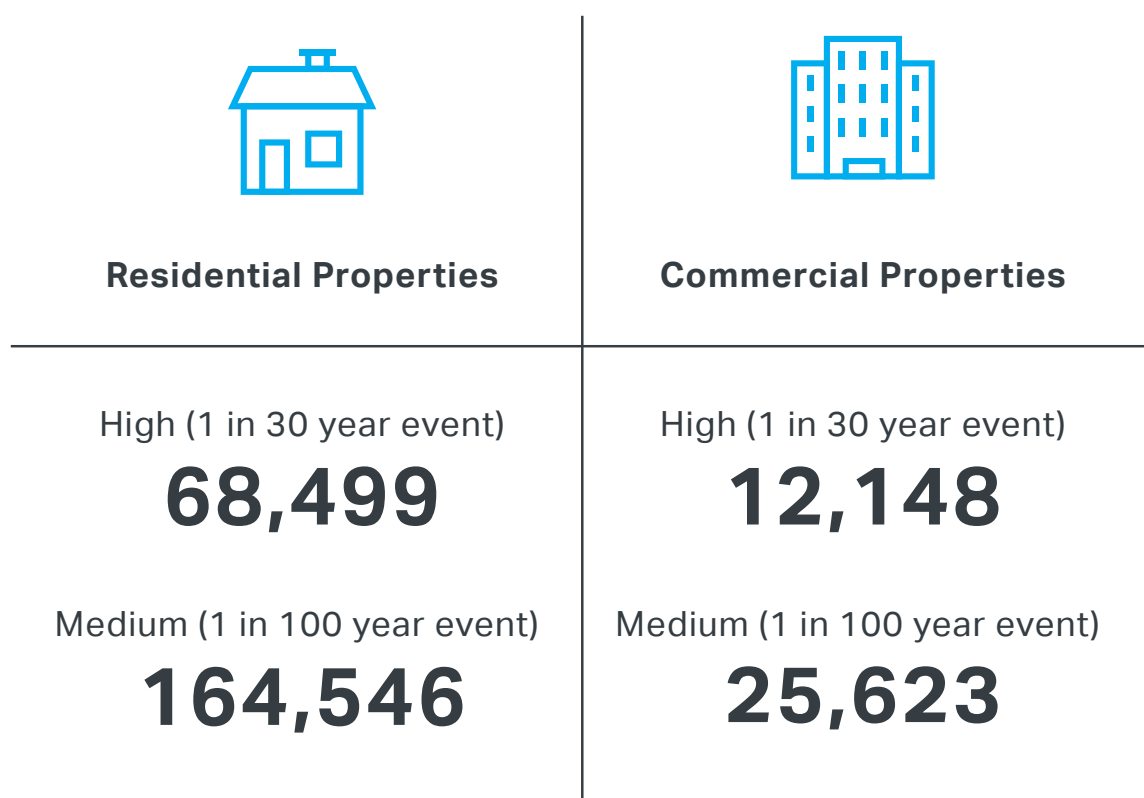 Residential Properties
Commercial Properties
High (1 in 30 year event)
68,499
Medium (1 in 100 year event)
164,546
High (1 in 30 year event)
12,148
Medium (1 in 100 year event)
25,623